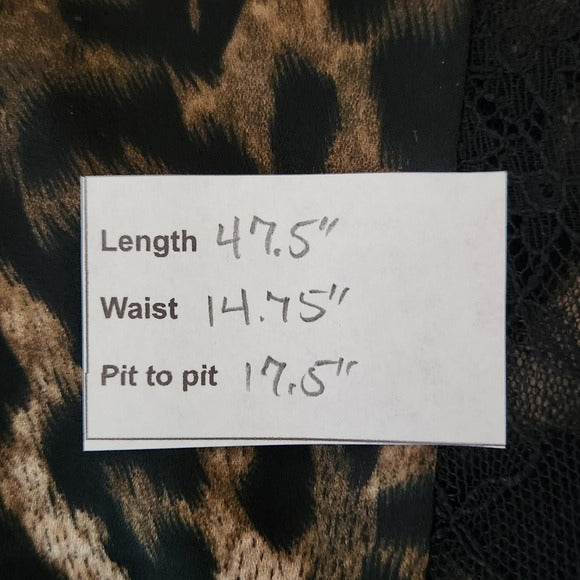 Length 47.5"
Waist 14.75"
Pit to pit 17.5"